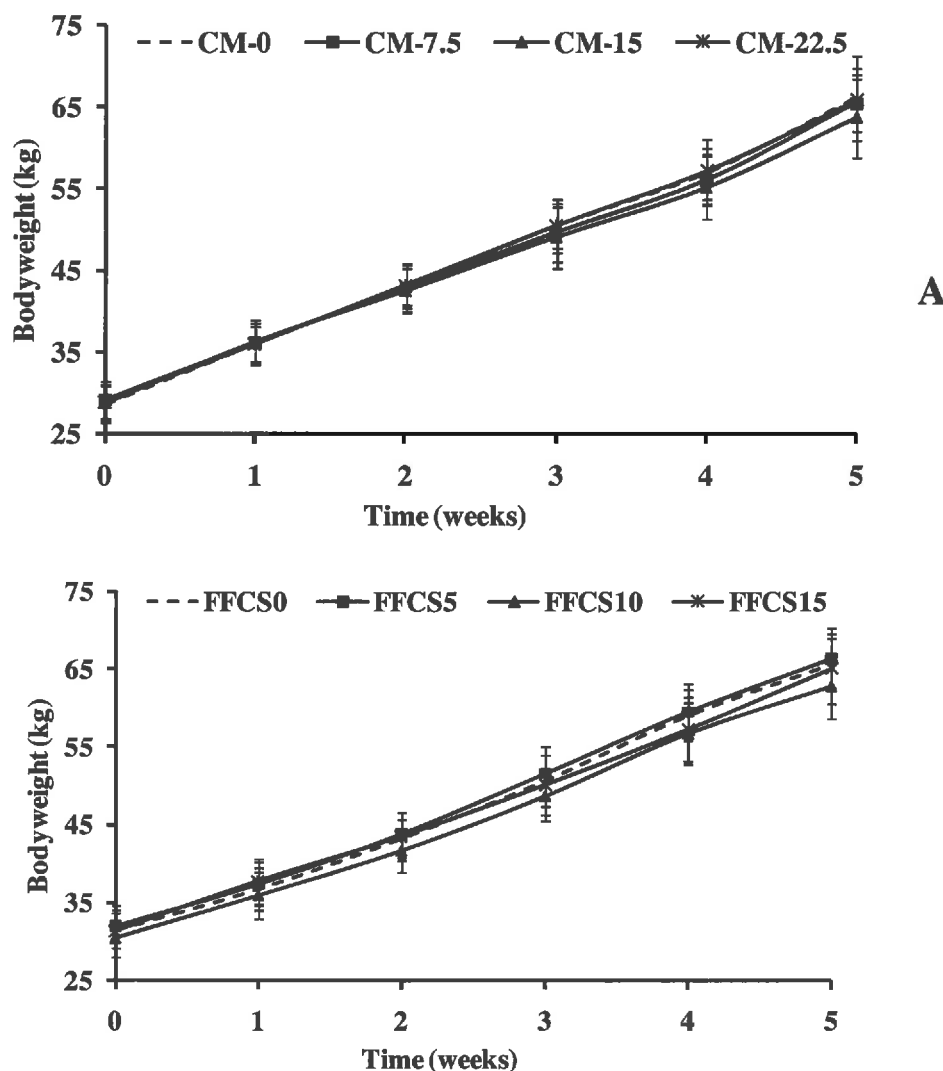 75
CM-0 CM-7.5 CM-15 CM-22.5
65
55
45
35
25
Bodyweight (kg)
0 1 2 3 4 5
Time (weeks)
A
75
FFCS0 FFCS5 FFCS10 FFCS15
65
55
45
35
25
Bodyweight (kg)
0 1 2 3 4 5
Time (weeks)